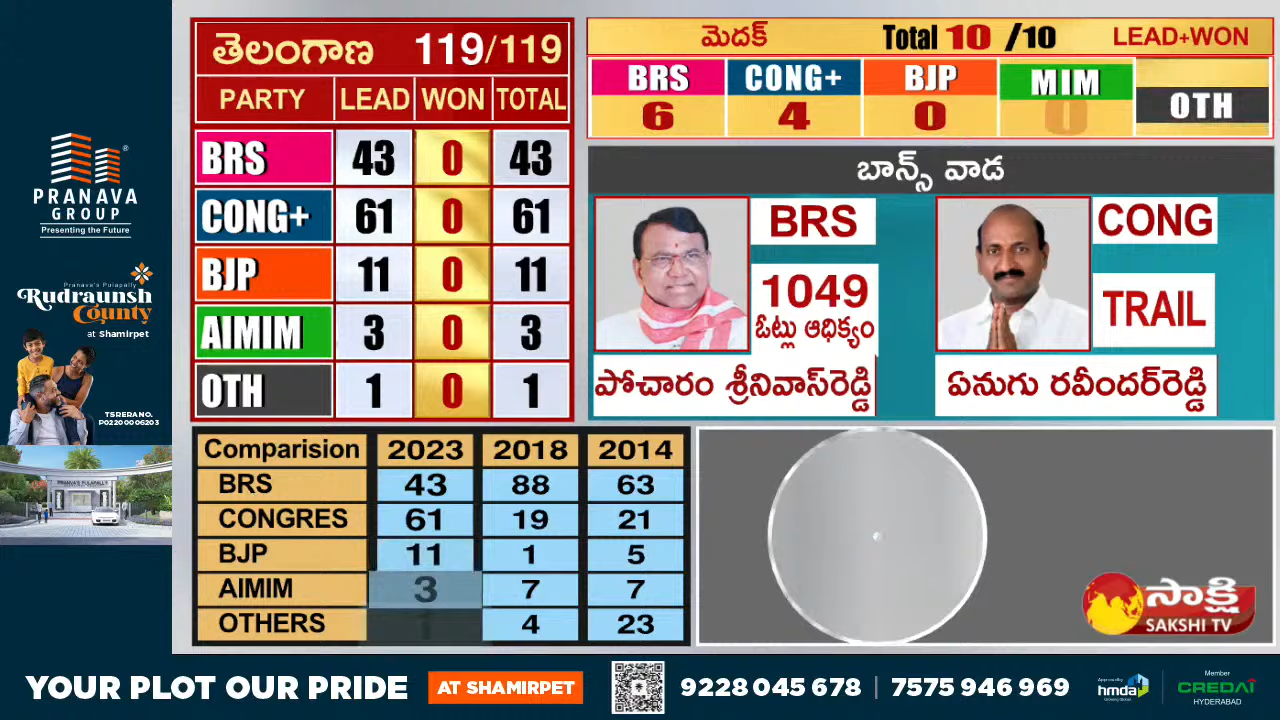 PRANAVA
GROUP
Presenting the Future
Pranava's Pulapally
Rudraunsh
County
at Shamirpet
TSRERA NO.
P02200006203
తెలంగాణ 119/119
PARTY LEAD WON TOTAL
BRS 43 0 43
CONG+ 61 0 61
BJP 11 0 11
AIMIM 3 0 3
OTH 1 0 1
మెదక్ Total 10 /10 LEAD+WON
BRS CONG+ BJP MIM OTH
6 4 0 0
బాన్స్ వాడ
BRS
1049
ఓట్లు ఆధిక్యం
పోచారం శ్రీనివాస్‌రెడ్డి
CONG
TRAIL
ఏనుగు రవీందర్‌రెడ్డి
Comparision 2023 2018 2014
BRS 43 88 63
CONGRES 61 19 21
BJP 11 1 5
AIMIM 3 7 7
OTHERS 1 4 23
సాక్షి
SAKSHI TV
YOUR PLOT OUR PRIDE AT SHAMIRPET 9228 045 678 | 7575 946 969
Approved by
hmda
Member
CREDAI
HYDERABAD